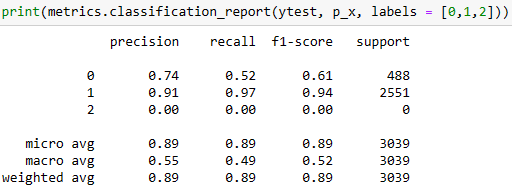 print(metrics.classification_report(ytest, p_x, labels = [0,1,2]))
precision recall f1-score support
0 0.74 0.52 0.61 488
1 0.91 0.97 0.94 2551
2 0.00 0.00 0.00 0
micro avg 0.89 0.89 0.89 3039
macro avg 0.55 0.49 0.52 3039
weighted avg 0.89 0.89 0.89 3039